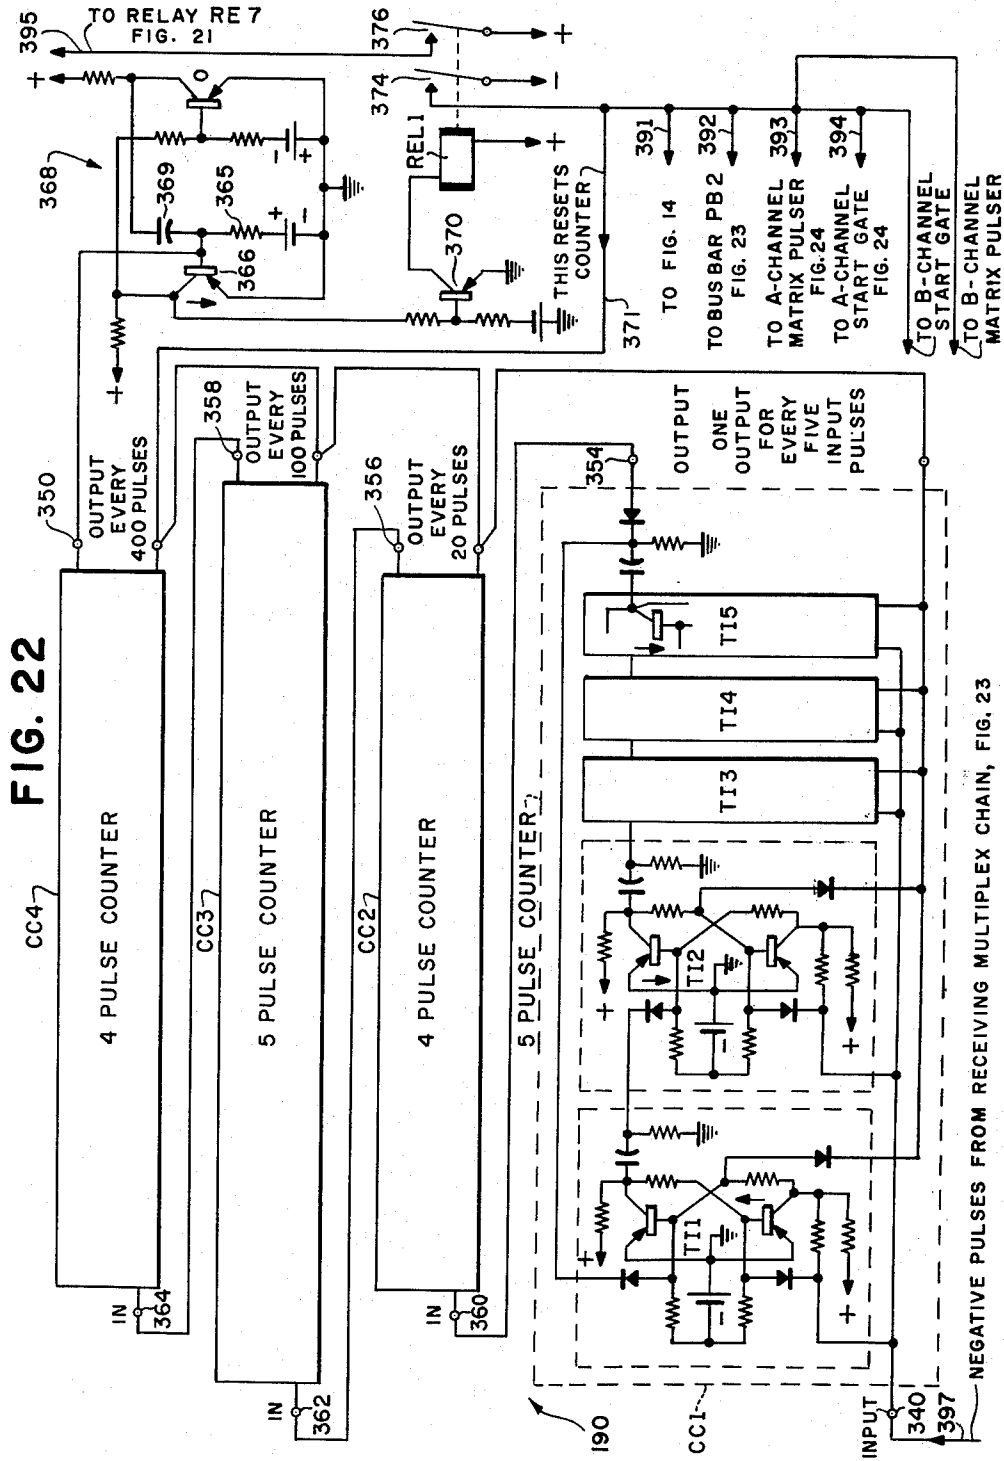 FIG. 22
395
TO RELAY RE 7
FIG. 21
376
374
+
+
-
O
368
369
365
366
+
-
-
+
+
REL1
+
370
THIS RESETS
COUNTER
371
391
392
393
394
TO FIG. 14
TO BUS BAR PB 2
FIG. 23
TO A-CHANNEL
MATRIX PULSER
FIG. 24
TO A-CHANNEL
START GATE
FIG. 24
TO B-CHANNEL
START GATE
TO B-CHANNEL
MATRIX PULSER
350
OUTPUT
EVERY
400 PULSES
CC4
4 PULSE COUNTER
IN
364
358
OUTPUT
EVERY
100 PULSES
CC3
5 PULSE COUNTER
IN
362
356
OUTPUT
EVERY
20 PULSES
CC2
4 PULSE COUNTER
IN
360
354
OUTPUT
ONE
OUTPUT
FOR
EVERY
FIVE
INPUT
PULSES
5 PULSE COUNTER
TI5
TI4
TI3
TI2
+
-
+
TI1
+
-
+
190
CC1
INPUT
340
397
NEGATIVE PULSES FROM RECEIVING MULTIPLEX CHAIN, FIG. 23